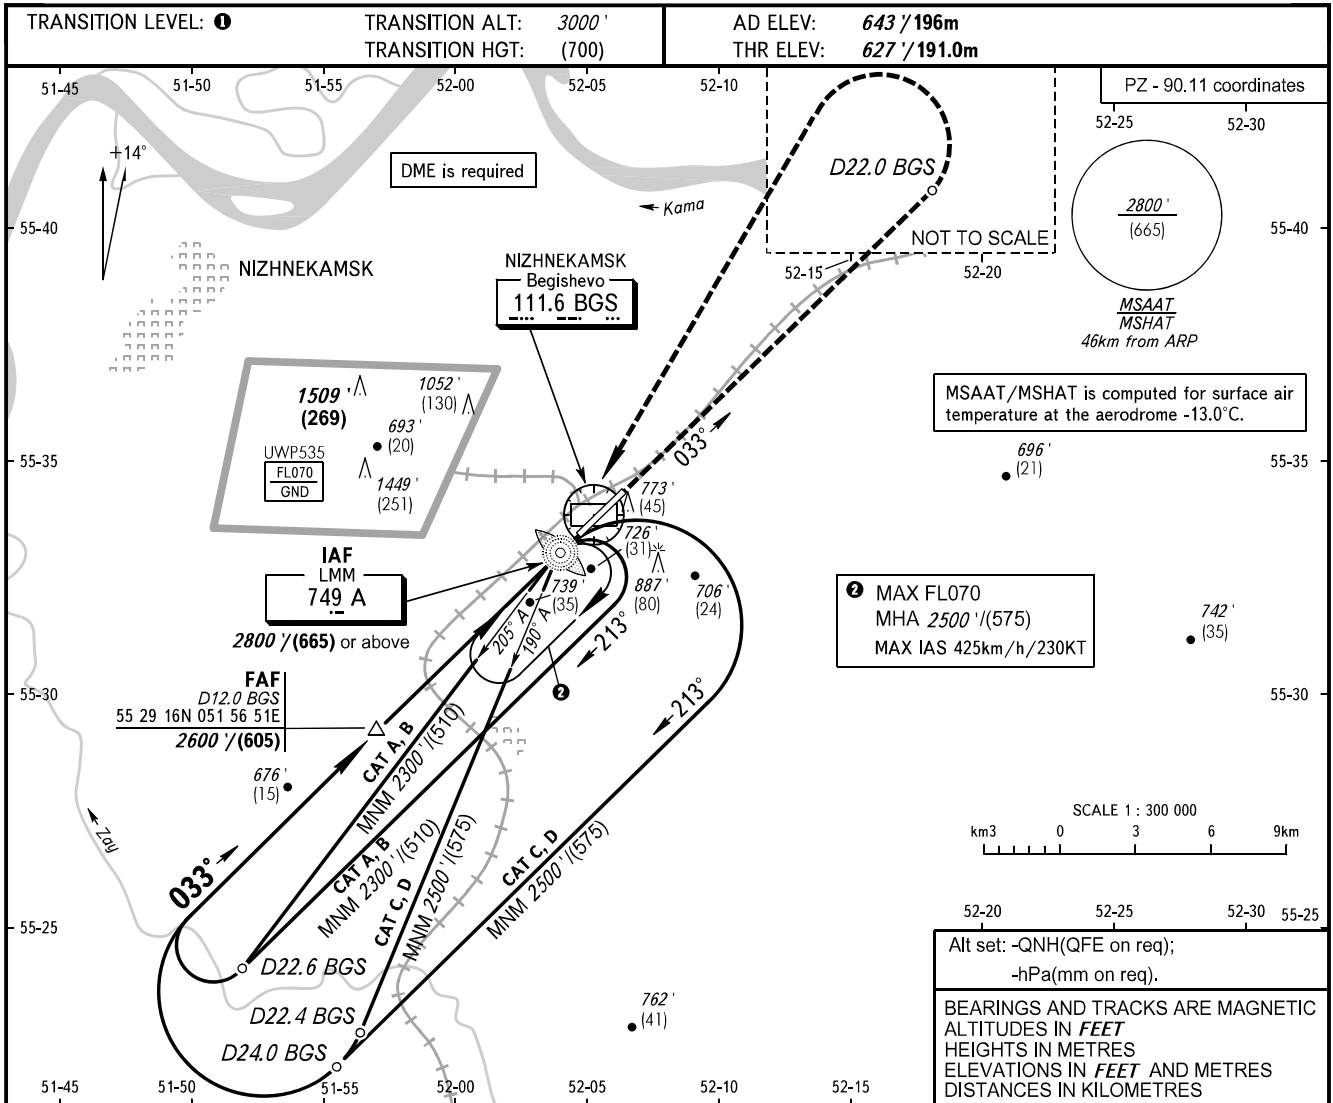 TRANSITION LEVEL: ❶
TRANSITION ALT: 3000 '
TRANSITION HGT: (700)
AD ELEV: 643 '/196m
THR ELEV: 627 '/191.0m
51-45
51-50
51-55
52-00
52-05
52-10
PZ - 90.11 coordinates
52-25
52-30
+14°
DME is required
D22.0 BGS
2800 '
(665)
MSAAT
MSHAT
46km from ARP
Kama
55-40
55-40
NOT TO SCALE
52-15
52-20
NIZHNEKAMSK
NIZHNEKAMSK
Begishevo
111.6 BGS
1509 '
(269)
1052 '
(130)
693 '
(20)
UWP535
FL070
GND
1449 '
(251)
MSAAT/MSHAT is computed for surface air
temperature at the aerodrome -13.0°C.
033°
696 '
(21)
55-35
55-35
773 '
(45)
726 '
(31)
IAF
LMM
749 A
2800 '/(665) or above
739 '
(35)
887 '
(80)
706 '
(24)
205° A
190° A
213°
❷ MAX FL070
MHA 2500 '/(575)
MAX IAS 425km/h/230KT
742 '
(35)
FAF
D12.0 BGS
55 29 16N 051 56 51E
2600 '/(605)
❷
213°
55-30
55-30
676 '
(15)
CAT A, B
MNM 2300 '/(510)
CAT A, B
MNM 2300 '/(510)
CAT C, D
MNM 2500 '/(575)
CAT C, D
MNM 2500 '/(575)
Zay
033°
SCALE 1 : 300 000
km3 0 3 6 9km
52-20
52-25
52-30
55-25
55-25
D22.6 BGS
D22.4 BGS
D24.0 BGS
762 '
(41)
Alt set: -QNH(QFE on req);
-hPa(mm on req).
BEARINGS AND TRACKS ARE MAGNETIC
ALTITUDES IN FEET
HEIGHTS IN METRES
ELEVATIONS IN FEET AND METRES
DISTANCES IN KILOMETRES
51-45
51-50
51-55
52-00
52-05
52-10
52-15